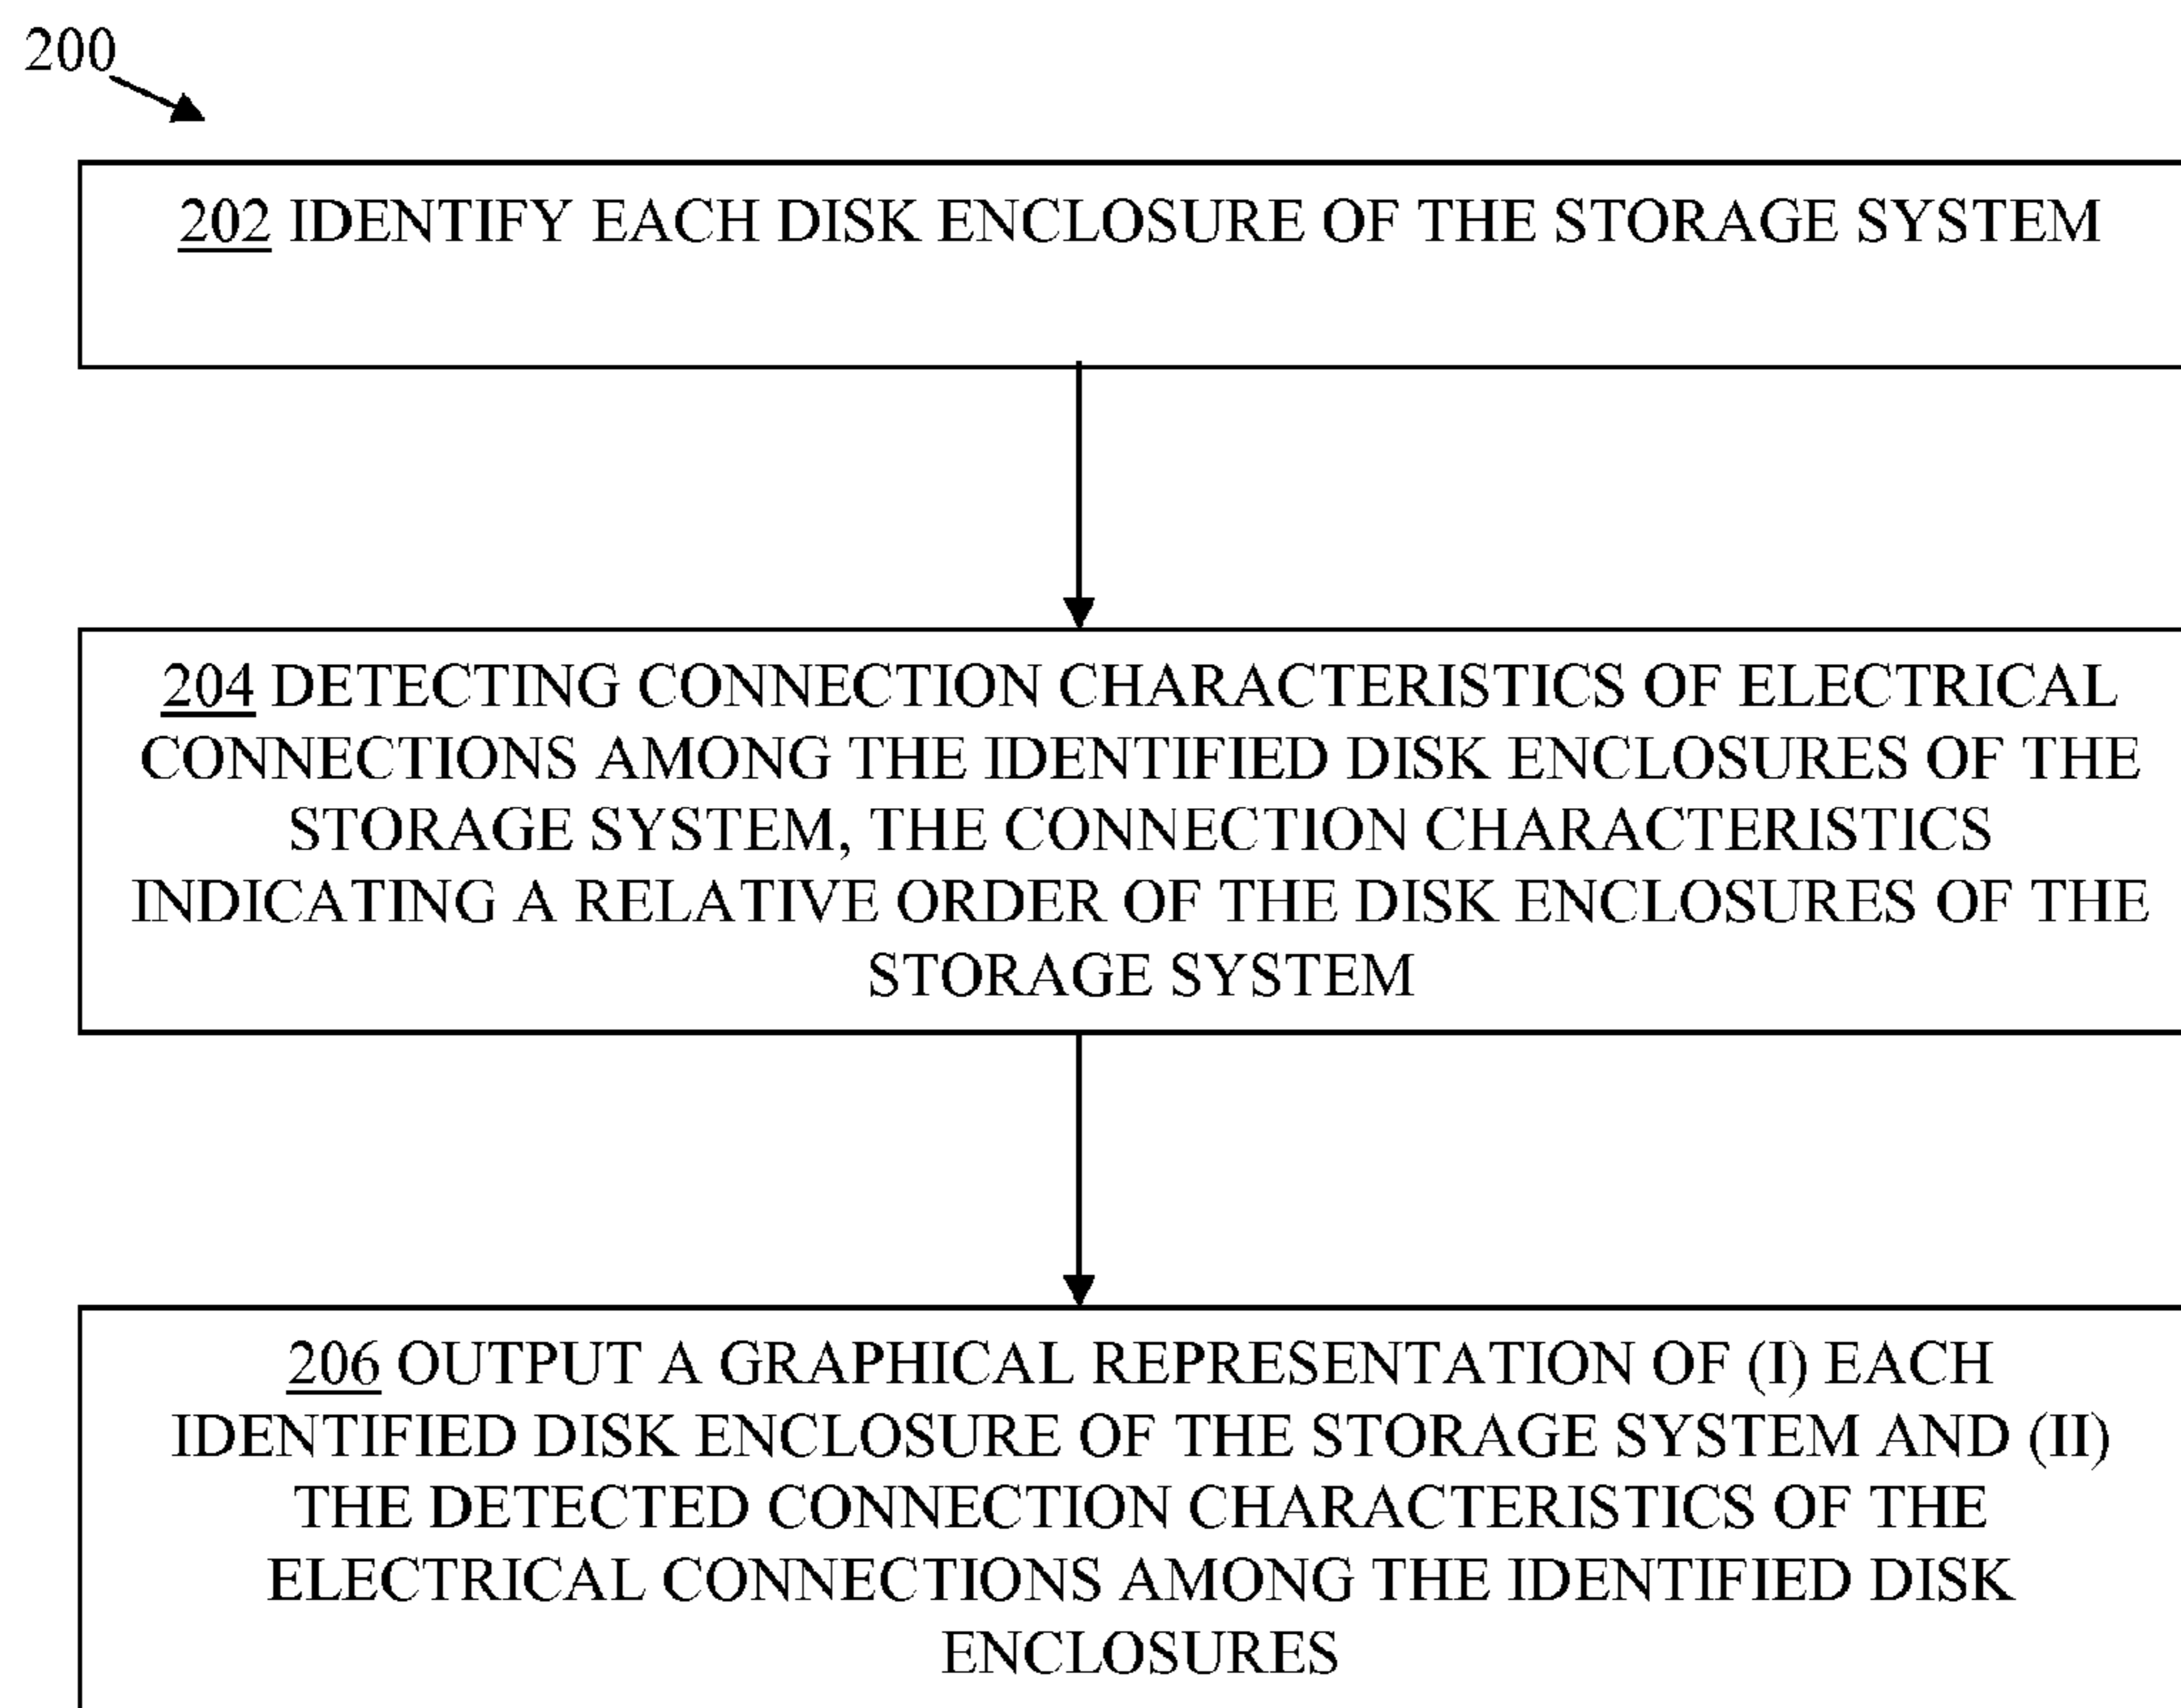 200
202 IDENTIFY EACH DISK ENCLOSURE OF THE STORAGE SYSTEM
204 DETECTING CONNECTION CHARACTERISTICS OF ELECTRICAL
CONNECTIONS AMONG THE IDENTIFIED DISK ENCLOSURES OF THE
STORAGE SYSTEM, THE CONNECTION CHARACTERISTICS
INDICATING A RELATIVE ORDER OF THE DISK ENCLOSURES OF THE
STORAGE SYSTEM
206 OUTPUT A GRAPHICAL REPRESENTATION OF (I) EACH
IDENTIFIED DISK ENCLOSURE OF THE STORAGE SYSTEM AND (II)
THE DETECTED CONNECTION CHARACTERISTICS OF THE
ELECTRICAL CONNECTIONS AMONG THE IDENTIFIED DISK
ENCLOSURES